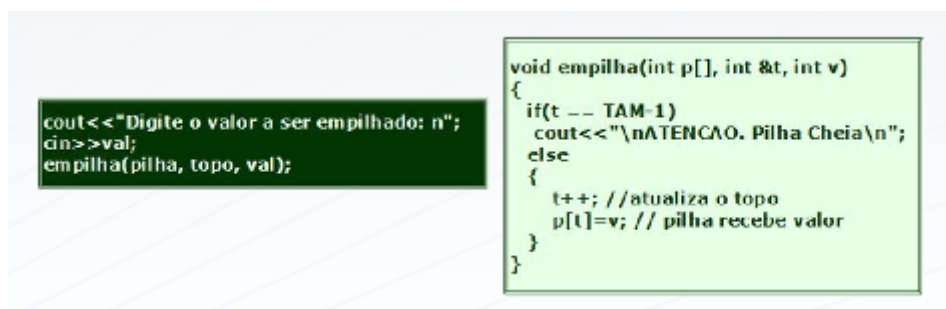 cout<<"Digite o valor a ser empilhado: n";
cin>>val;
empilha(pilha, topo, val);
void empilha(int p[], int &t, int v)
{
if(t == TAM-1)
cout<<"\nATENCAO. Pilha Cheia\n";
else
{
t++; //atualiza o topo
p[t]=v; // pilha recebe valor
}
}